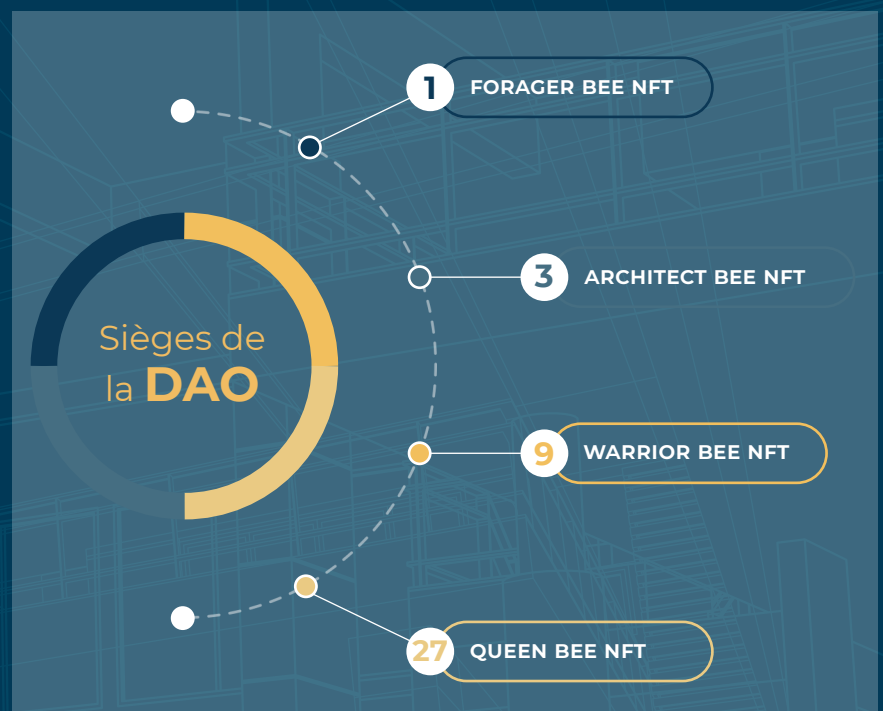 1 FORAGER BEE NFT
3 ARCHITECT BEE NFT
Sièges de
la DAO
9 WARRIOR BEE NFT
27 QUEEN BEE NFT